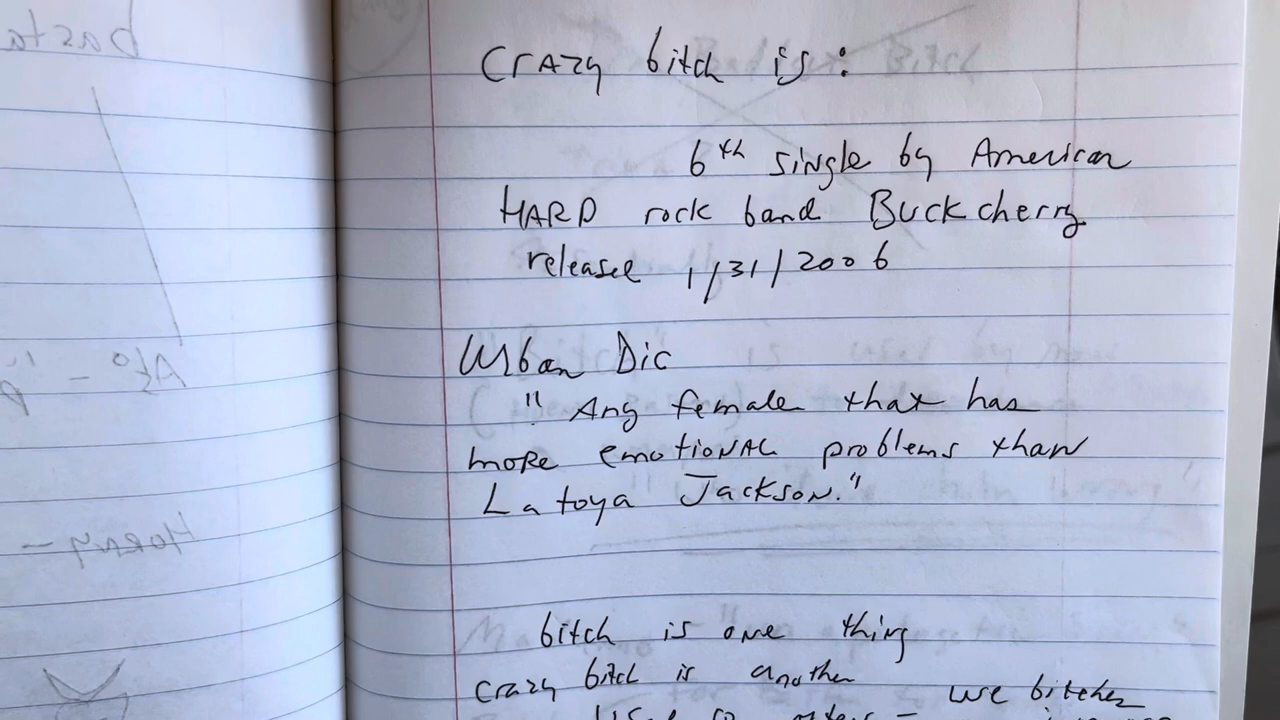 Crazy bitch is:
6th single by American
HARD rock band Buckcherry
released 1/31/2006
Urban Dic
" Any female that has
more emotional problems than
Latoya Jackson."
bitch is one thing
crazy bitch is another
we bitches